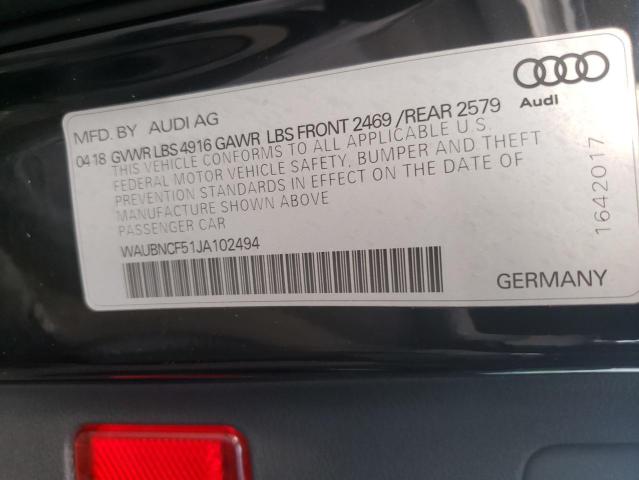 MFD. BY AUDI AG
Audi
04 18 GVWR LBS 4916 GAWR LBS FRONT 2469 /REAR 2579
THIS VEHICLE CONFORMS TO ALL APPLICABLE U.S.
FEDERAL MOTOR VEHICLE SAFETY, BUMPER AND THEFT
PREVENTION STANDARDS IN EFFECT ON THE DATE OF
MANUFACTURE SHOWN ABOVE
PASSENGER CAR
WAUBNCF51JA102494
1642017
GERMANY